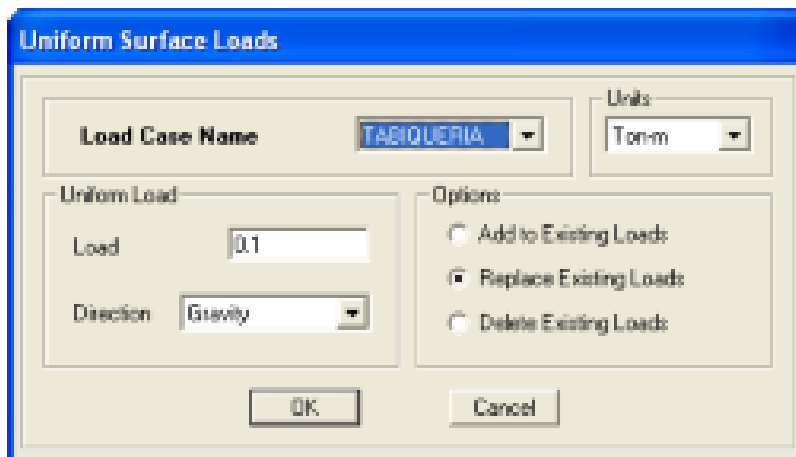 Uniform Surface Loads
Units
Load Case Name TABIQUERIA Ton-m
Uniform Load Options
Load 0.1 Add to Existing Loads
Replace Existing Loads
Direction Gravity Delete Existing Loads
OK Cancel